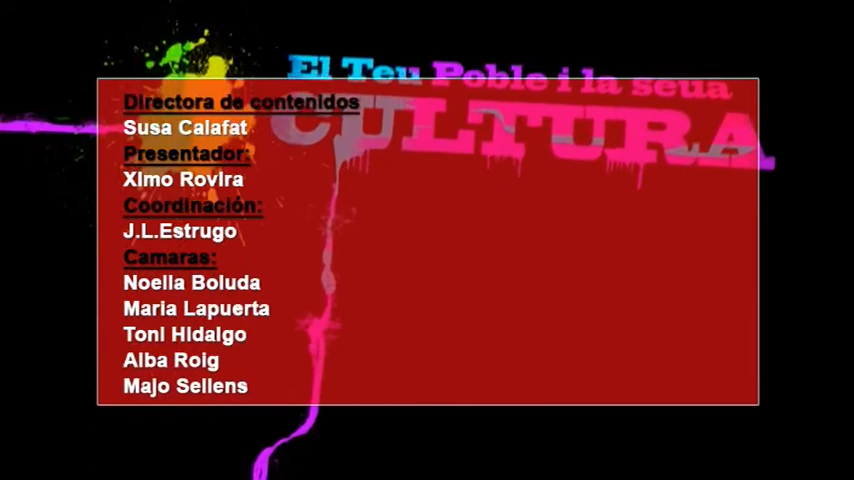 El Teu Poble i la seua
CULTURA
Directora de contenidos
Susa Calafat
Presentador:
Ximo Rovira
Coordinación:
J.L.Estrugo
Camaras:
Noelia Boluda
Maria Lapuerta
Toni Hidalgo
Alba Roig
Majo Sellens